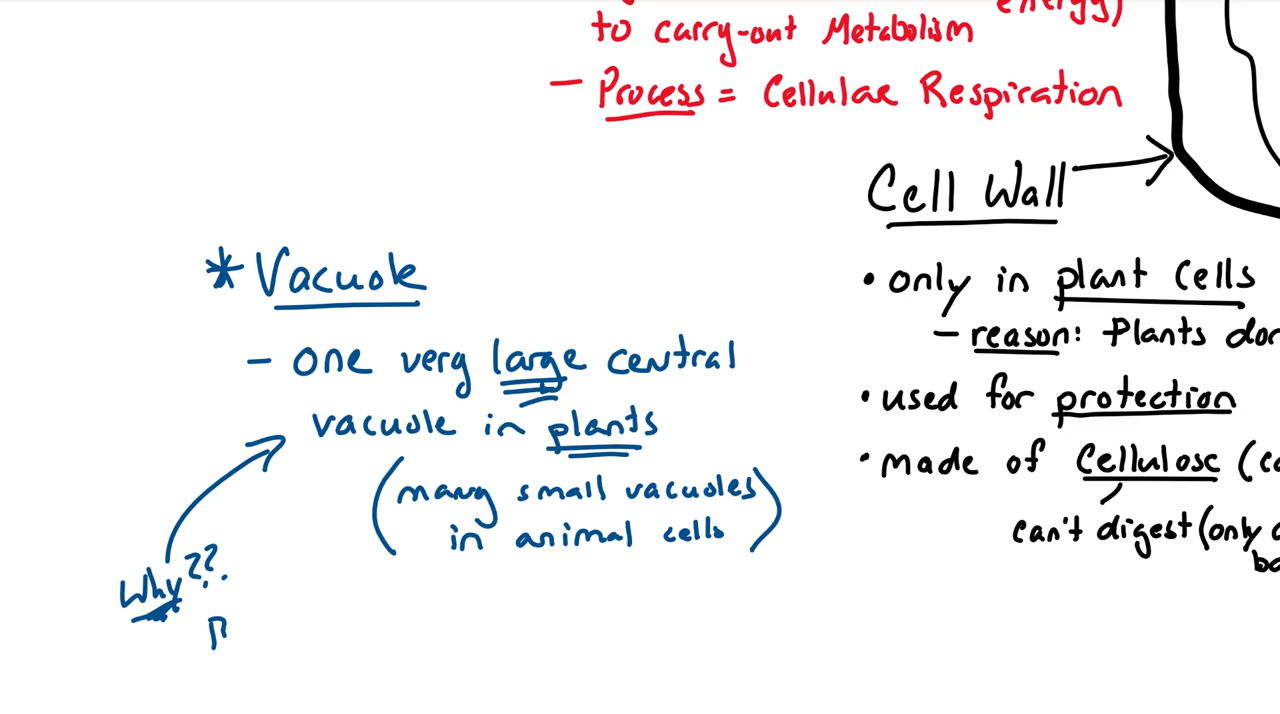 energy)
to carry-out Metabolism
– Process = Cellular Respiration
Cell Wall
• only in plant cells
– reason: Plants
• used for protection
• made of Cellulose
can't digest (only
* Vacuole
– one very large central
vacuole in plants
(many small vacuoles
in animal cells)
Why??